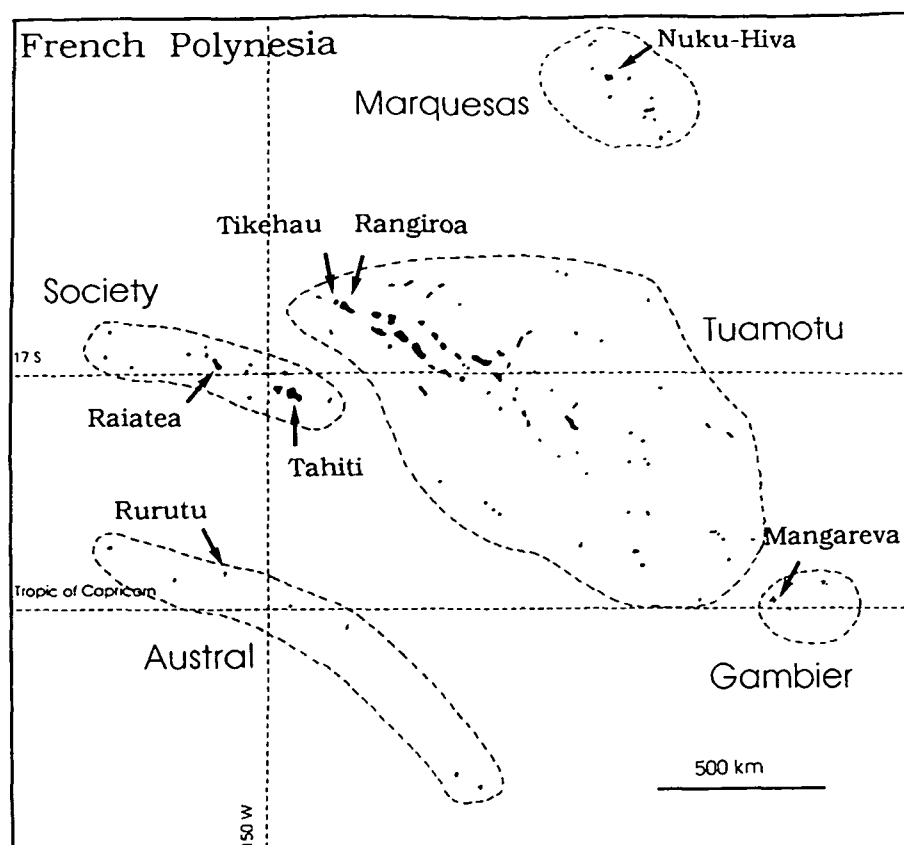 French Polynesia
Nuku-Hiva
Marquesas
Tikehau
Rangiroa
Society
Tuamotu
17 S
Raiatea
Tahiti
Rurutu
Mangareva
Tropic of Capricorn
Austral
Gambier
500 km
150 W